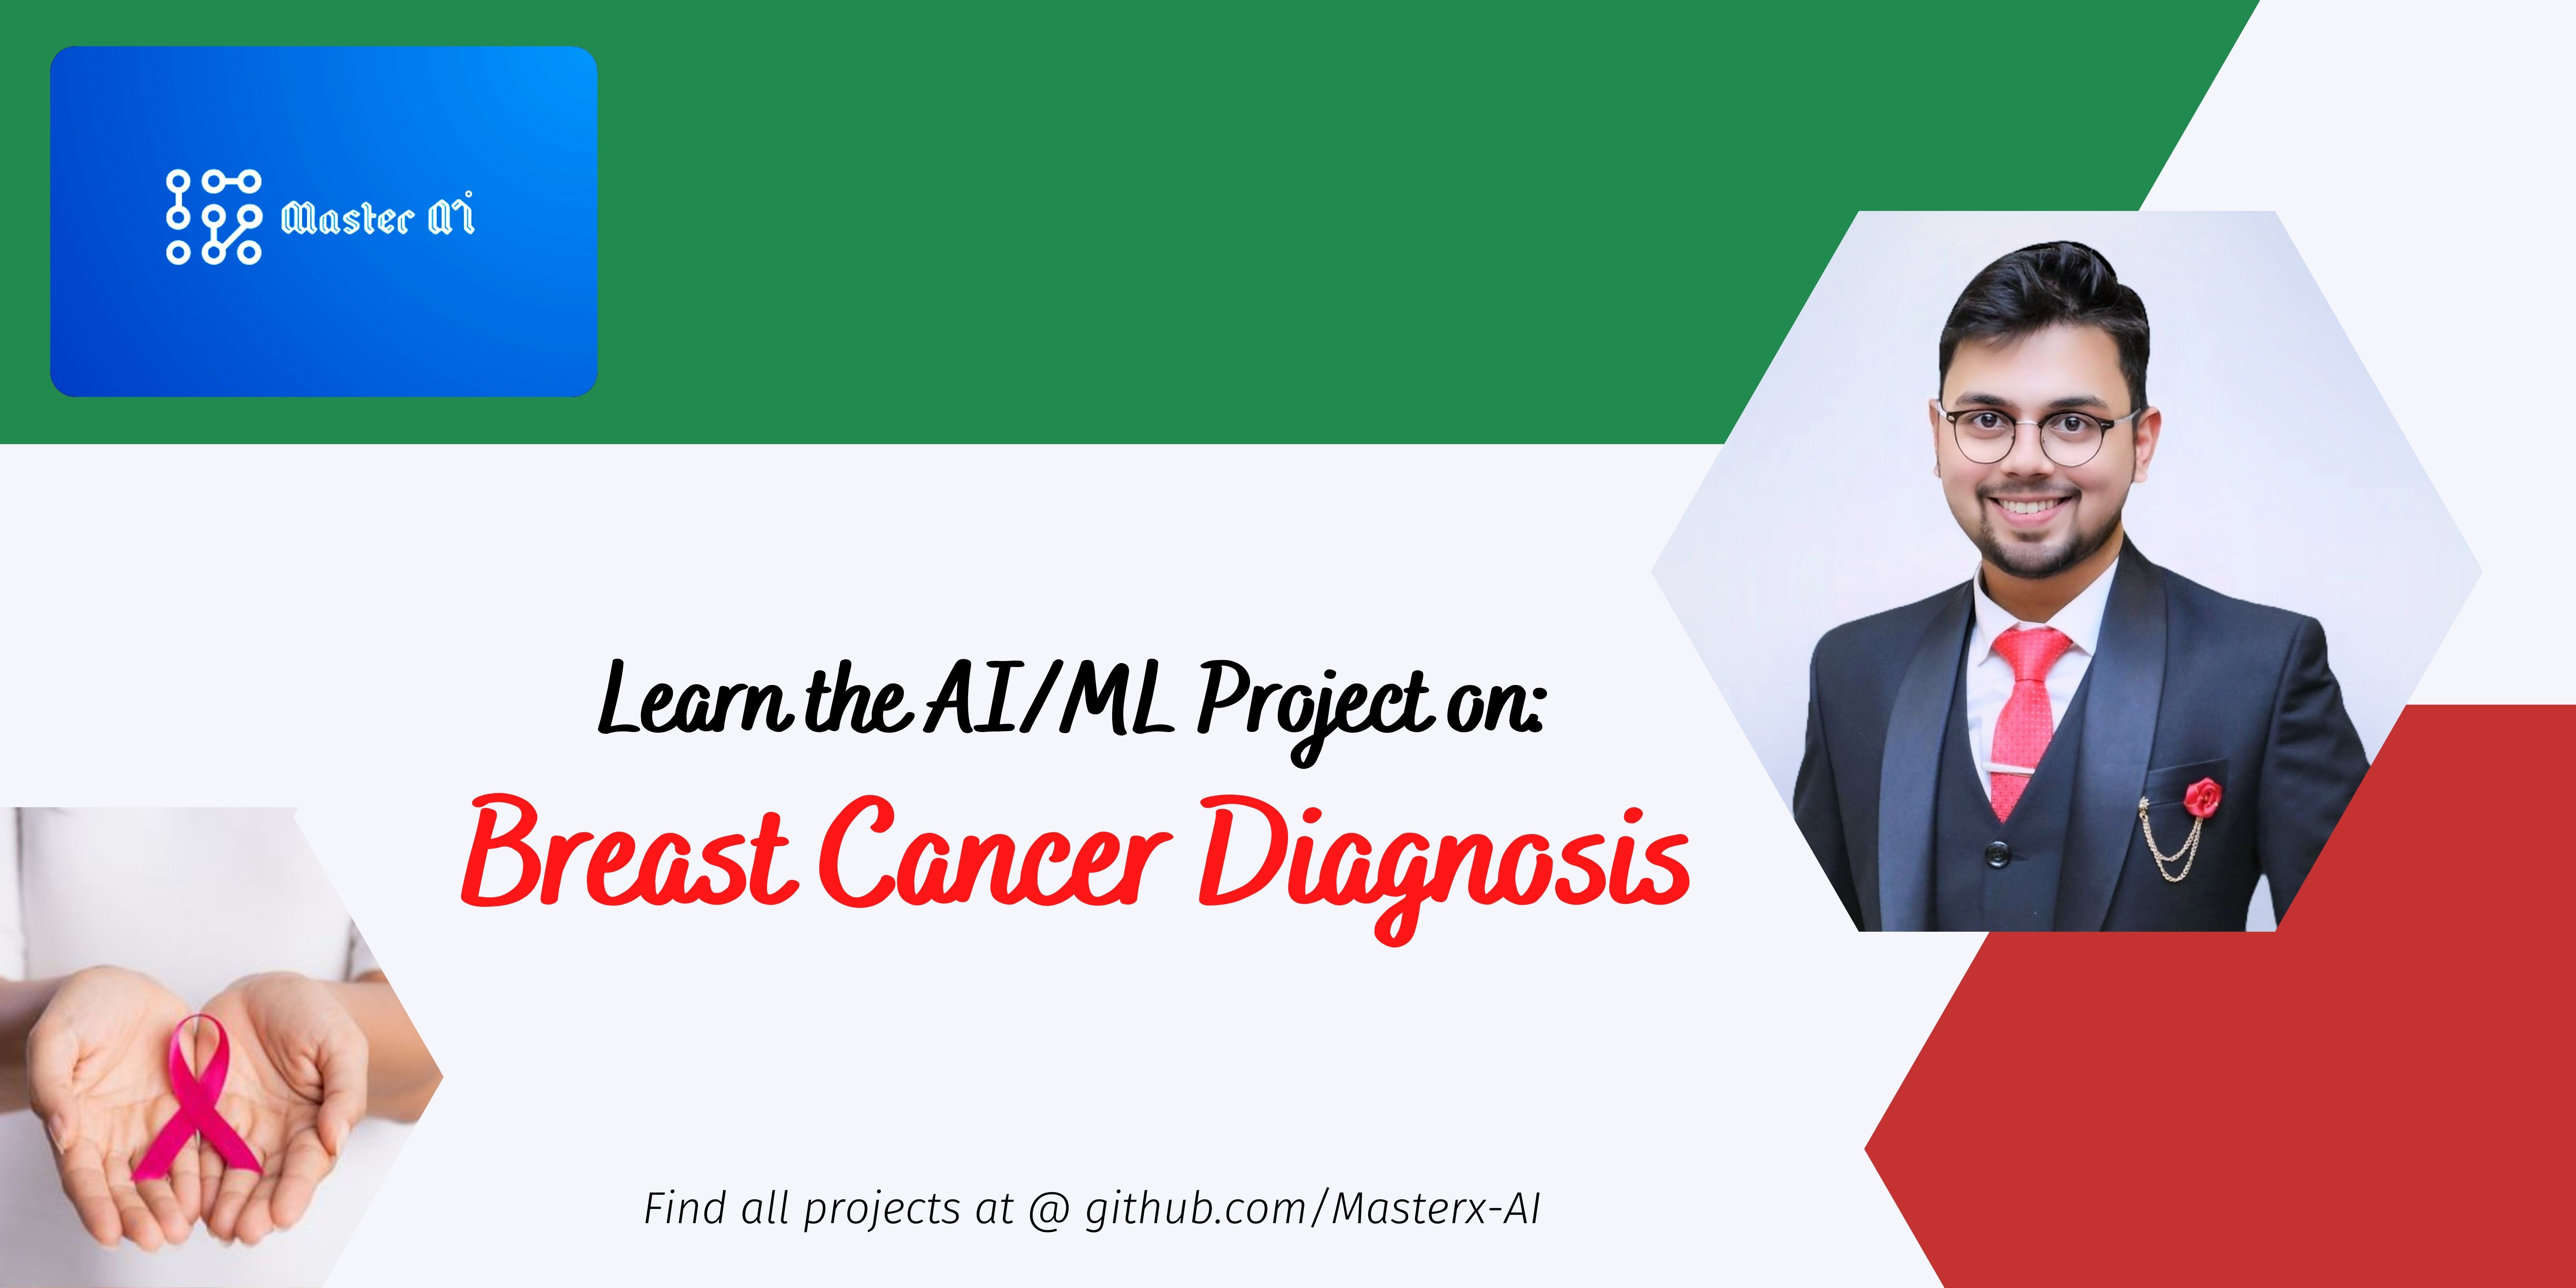 Master AI
Learn the AI/ML Project on:
Breast Cancer Diagnosis
Find all projects at @ github.com/Masterx-AI